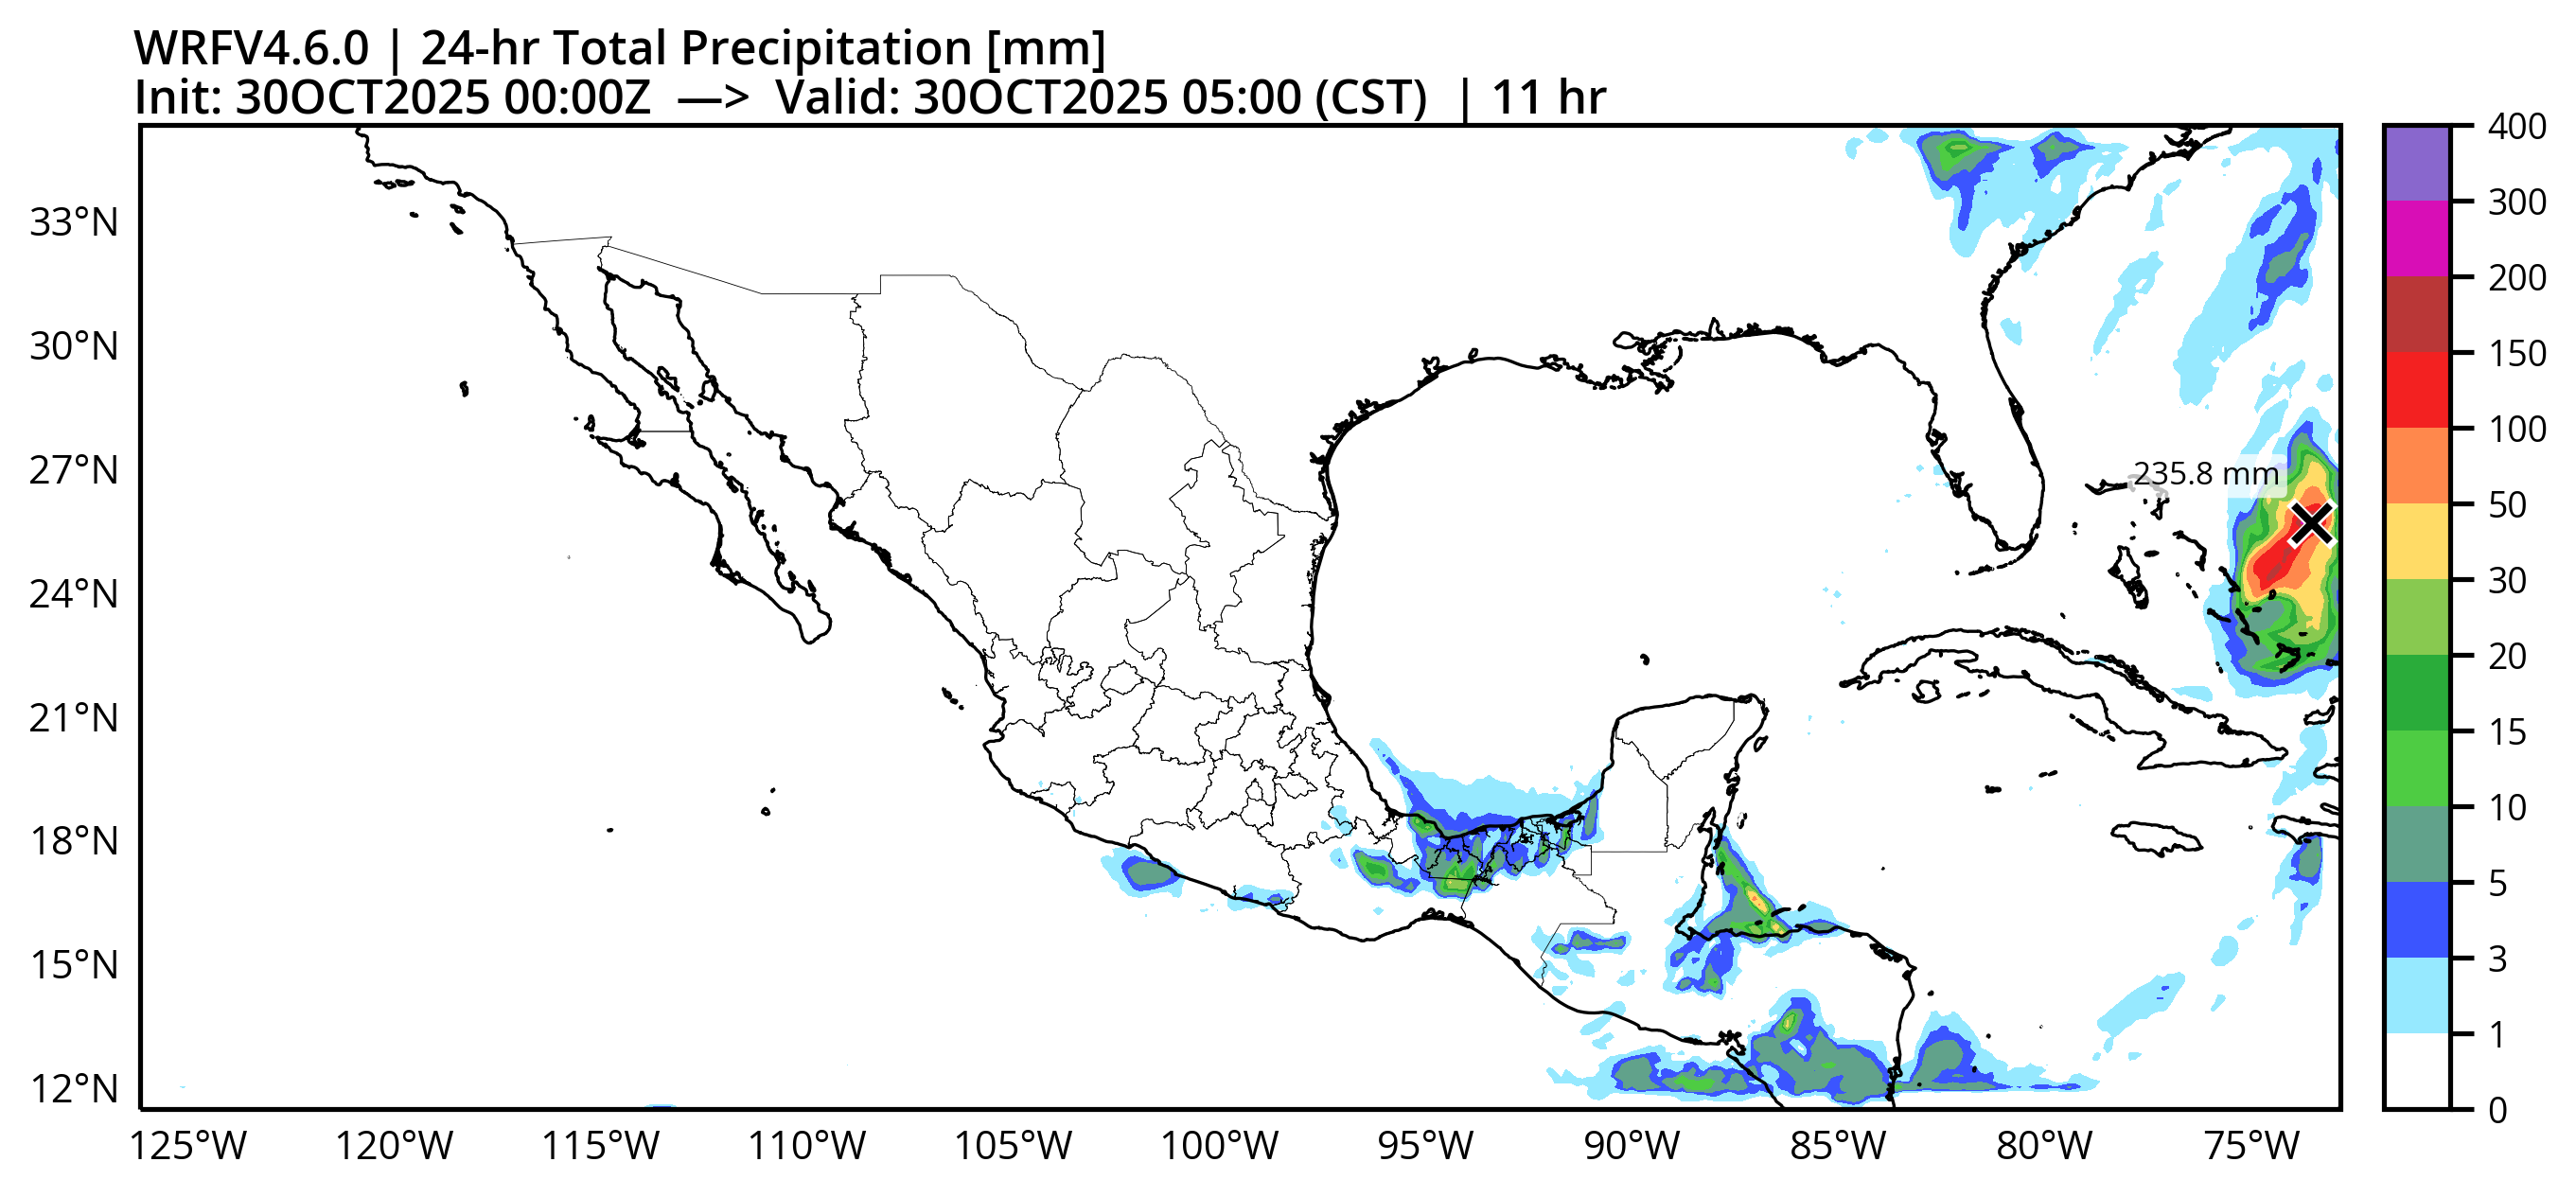 WRFV4.6.0 | 24-hr Total Precipitation [mm]
Init: 30OCT2025 00:00Z —> Valid: 30OCT2025 05:00 (CST) | 11 hr
33°N
30°N
27°N
24°N
21°N
18°N
15°N
12°N
235.8 mm
125°W 120°W 115°W 110°W 105°W 100°W 95°W 90°W 85°W 80°W 75°W
400
300
200
150
100
50
30
20
15
10
5
3
1
0